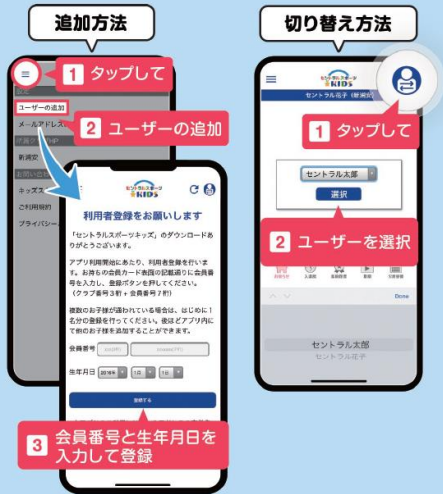 追加方法
1 タップして
ユーザーの追加
メールアドレス
2 ユーザーの追加
新浦安
キッズス
ご利用規約
プライバシー
セントラルスポーツ
KIDS
利用者登録をお願いします
「セントラルスポーツキッズ」のダウンロードあ
りがとうございます。
アプリ利用開始にあたり、利用者登録を行いま
す。お持ちの会員カード表面の記載通りに会員番
号を入力し、登録ボタンを押してください。
(クラブ番号3桁+会員番号7桁)
複数のお子様が通われている場合は、はじめに1
名分の登録を行ってください。後ほどアプリ内に
て他のお子様を追加することができます。
会員番号
生年月日 2016年 1月 1日
登録する
3 会員番号と生年月日を
入力して登録
切り替え方法
セントラルスポーツ
KIDS
セントラル花子(新浦安)
1 タップして
セントラル太郎
選択
2 ユーザーを選択
Done
セントラル太郎
セントラル花子